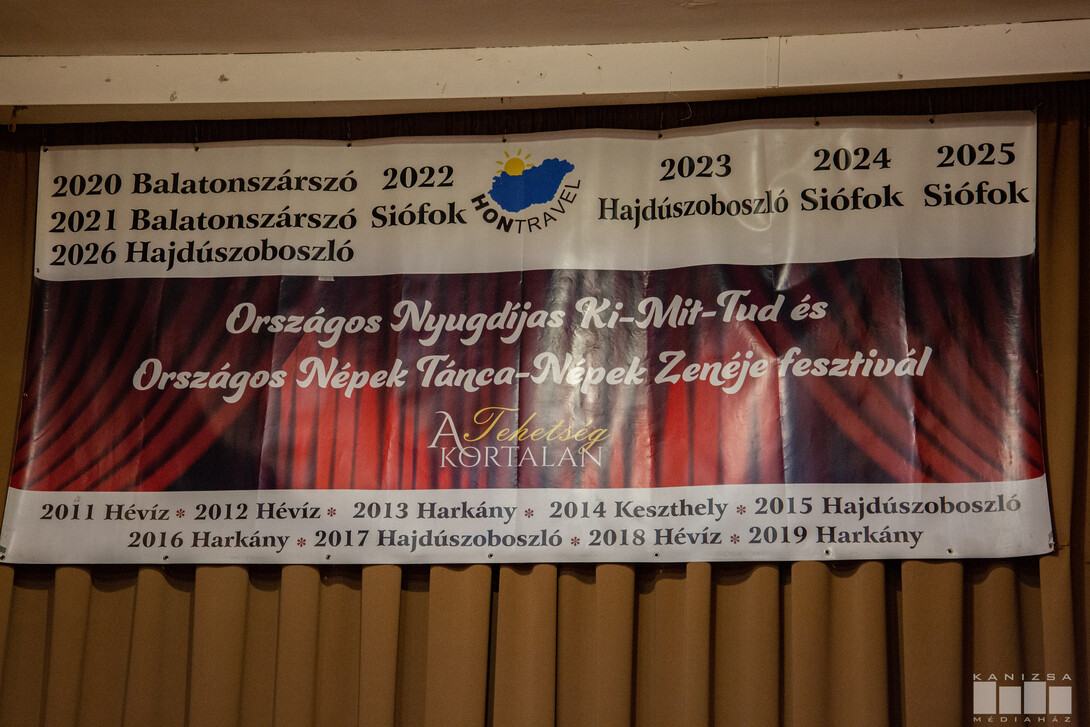 2020 Balatonszárszó
2021 Balatonszárszó
2026 Hajdúszoboszló
2022
Siófok
HONTRAVEL
2023
Hajdúszoboszló
2024
Siófok
2025
Siófok
Országos Nyugdíjas Ki-Mit-Tud és
Országos Népek Tánca-Népek Zenéje fesztivál
A Tehetség
KORTALAN
2011 Hévíz * 2012 Hévíz * 2013 Harkány * 2014 Keszthely * 2015 Hajdúszoboszló
2016 Harkány * 2017 Hajdúszoboszló * 2018 Hévíz * 2019 Harkány
KANIZSA
MÉDIAHÁZ